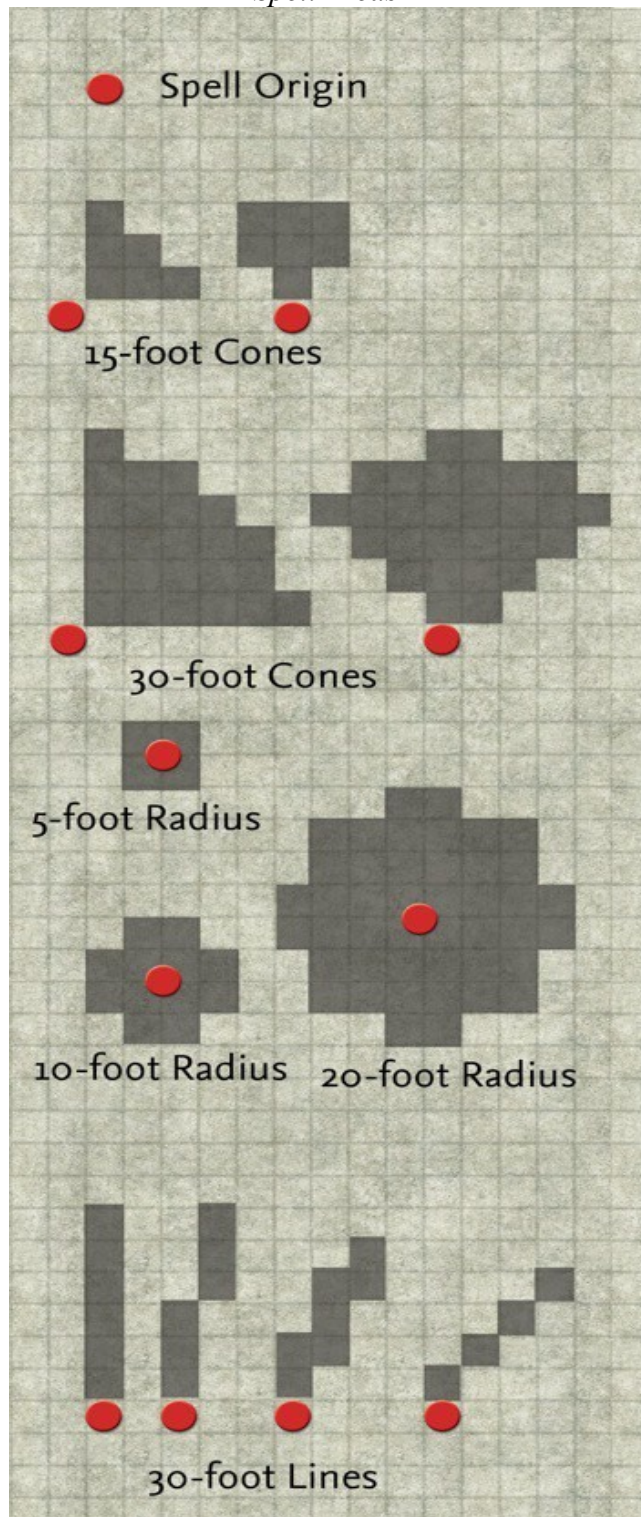 Spell Origin
15-foot Cones
30-foot Cones
5-foot Radius
10-foot Radius
20-foot Radius
30-foot Lines